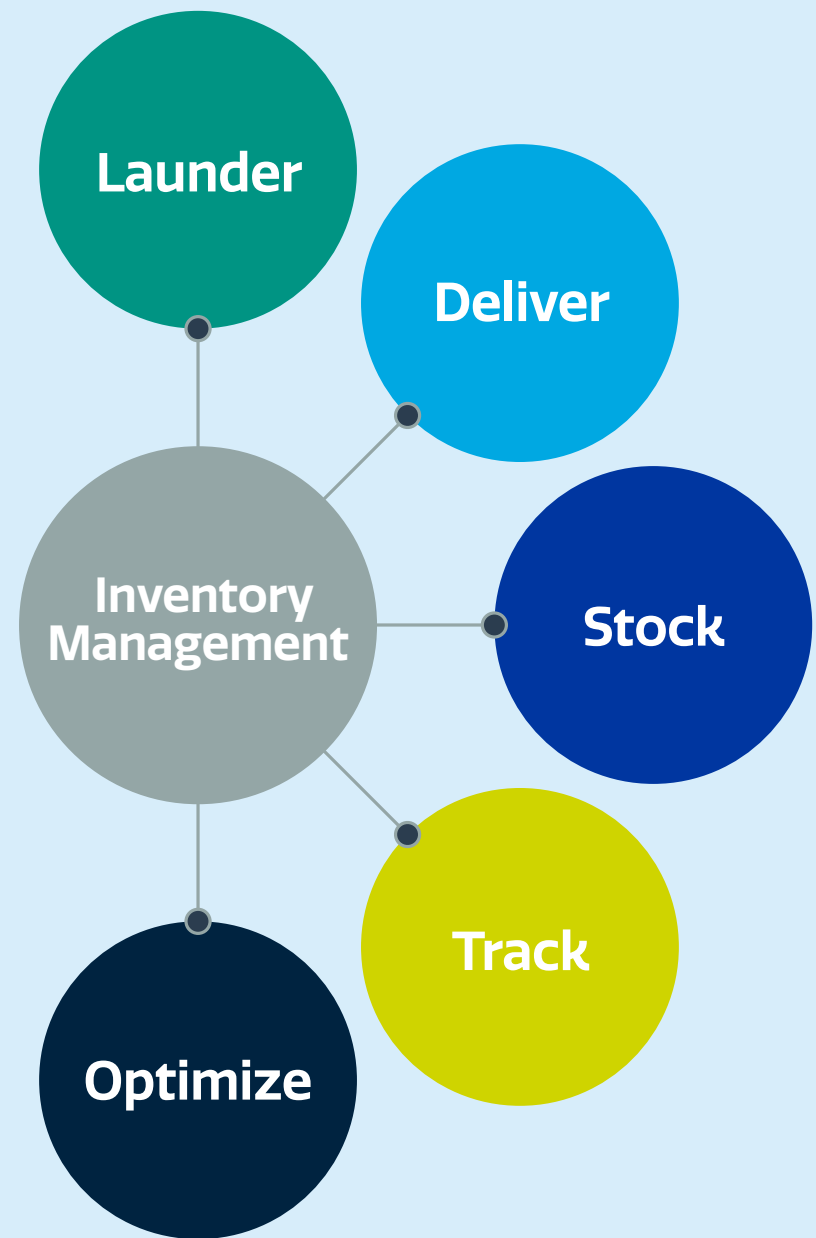 Launder
Deliver
Inventory
Management
Stock
Track
Optimize